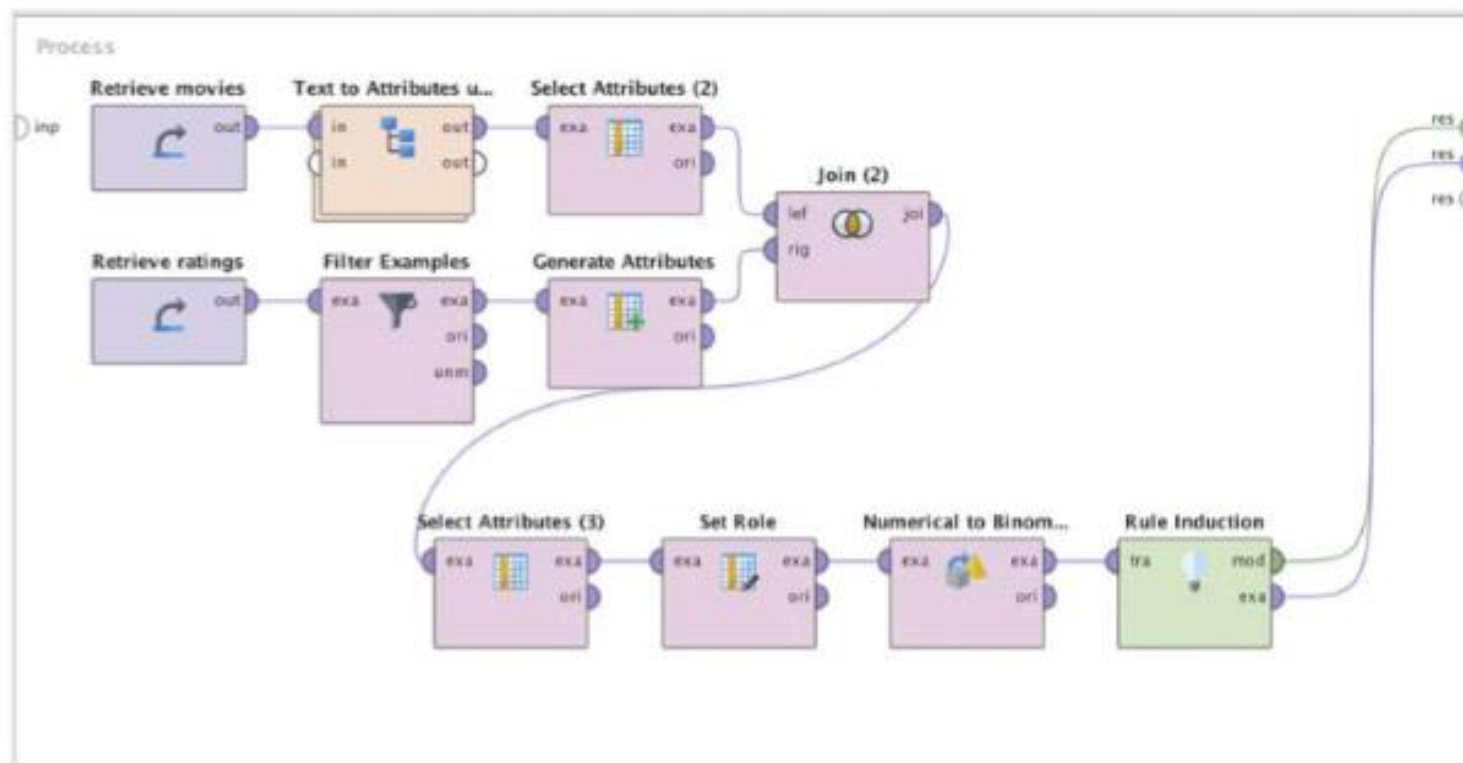 Process
Retrieve movies Text to Attributes u... Select Attributes (2)
inp out in out exa exa res
in out ori res
Join (2)
res
lef joi
rig
Retrieve ratings Filter Examples Generate Attributes
out exa exa exa exa
ori ori
unm
Select Attributes (3) Set Role Numerical to Binom... Rule Induction
exa exa exa exa exa exa tra mod
ori ori ori exa